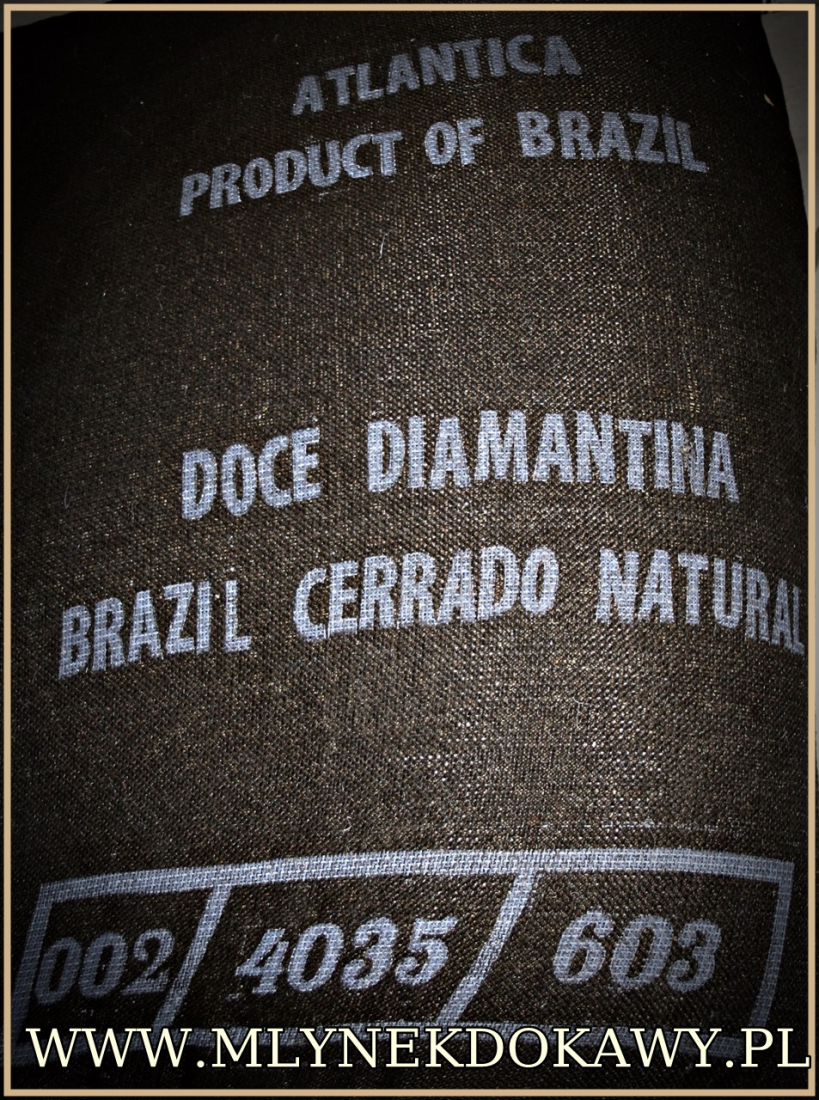 ATLANTICA
PRODUCT OF BRAZIL
DOCE DIAMANTINA
BRAZIL CERRADO NATURAL
002 / 4035 / 603
WWW.MLYNEKDOKAWY.PL